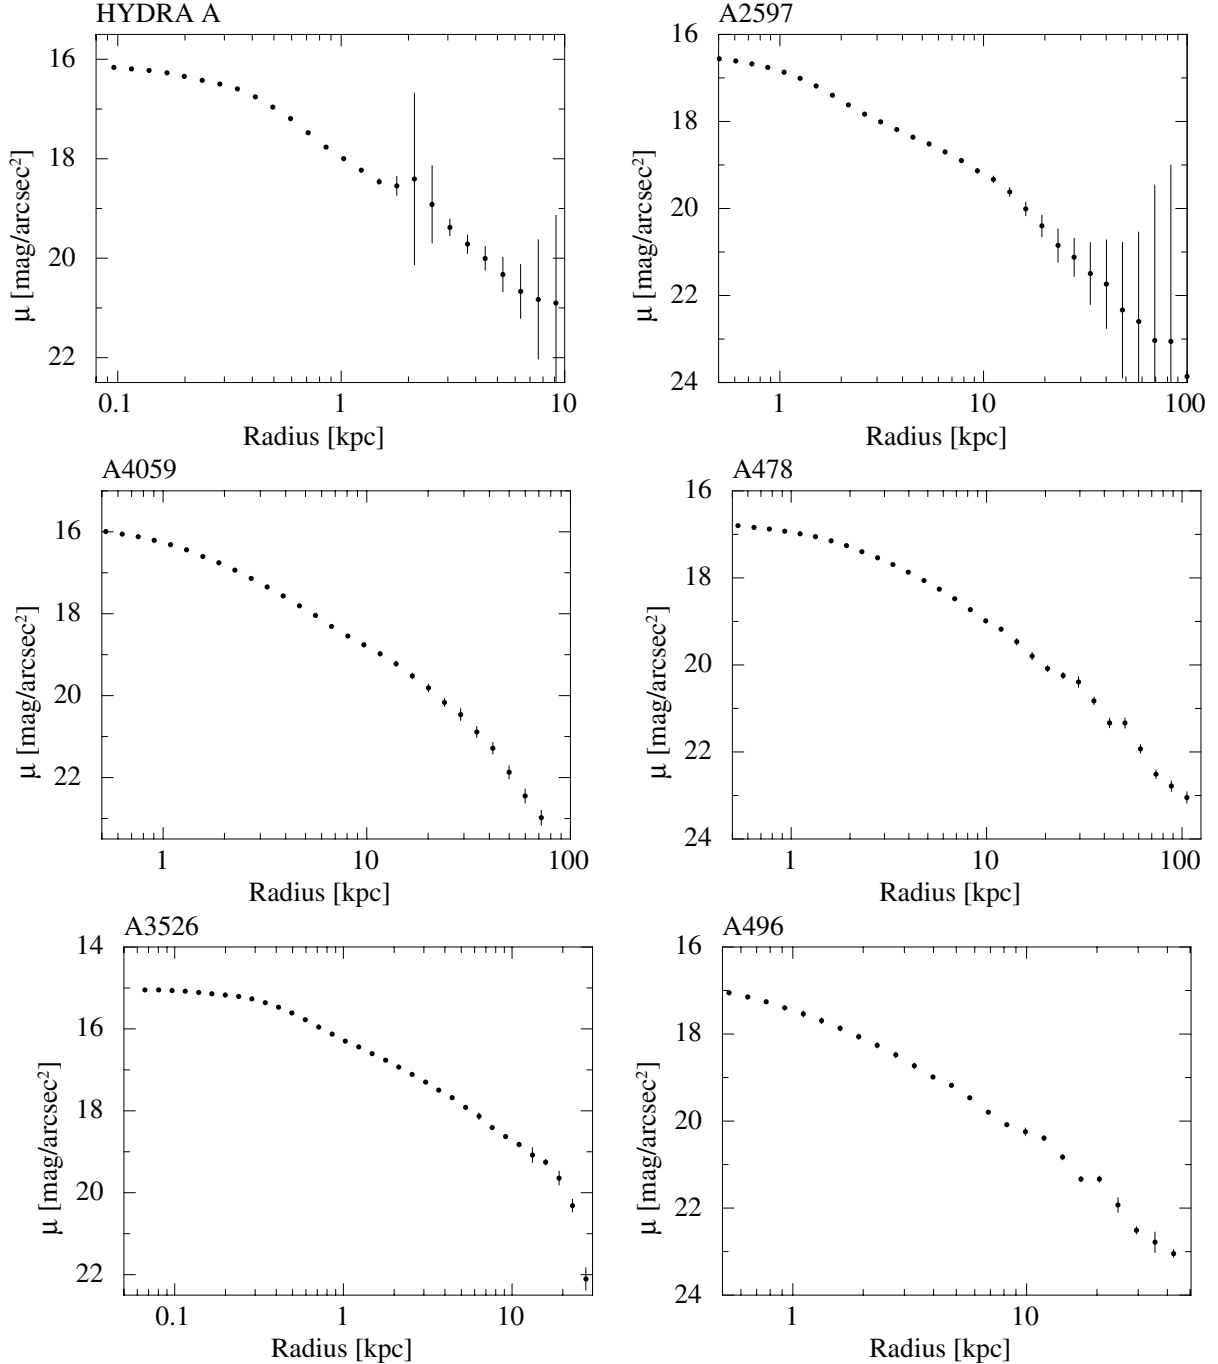 HYDRA A
16
18
20
22
μ [mag/arcsec²]
0.1 1 10
Radius [kpc]
A2597
16
18
20
22
24
μ [mag/arcsec²]
1 10 100
Radius [kpc]
A4059
16
18
20
22
μ [mag/arcsec²]
1 10 100
Radius [kpc]
A478
16
18
20
22
24
μ [mag/arcsec²]
1 10 100
Radius [kpc]
A3526
14
16
18
20
22
μ [mag/arcsec²]
0.1 1 10
Radius [kpc]
A496
16
18
20
22
24
μ [mag/arcsec²]
1 10
Radius [kpc]